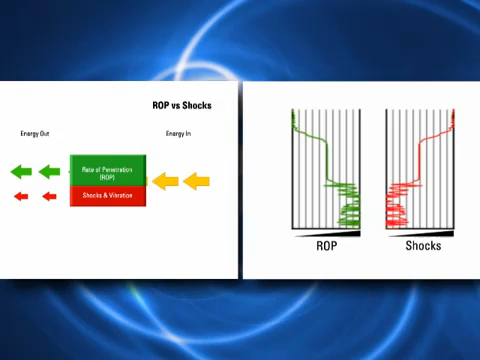 ROP vs Shocks
Energy Out
Energy In
Rate of Penetration
(ROP)
Shocks & Vibration
ROP
Shocks